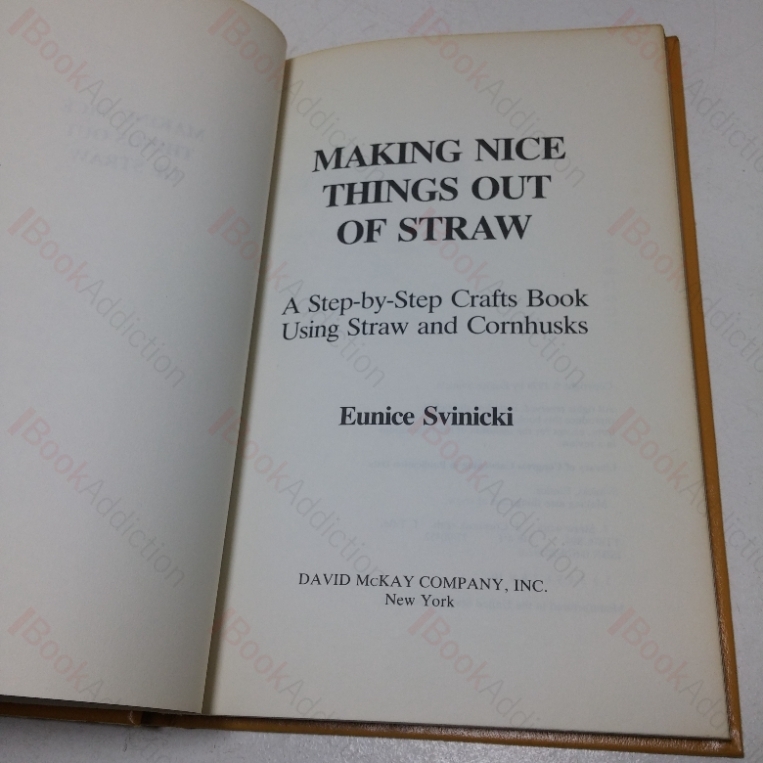 MAKING NICE
THINGS OUT
OF STRAW
A Step-by-Step Crafts Book
Using Straw and Cornhusks
Eunice Svinicki
DAVID McKAY COMPANY, INC.
New York
BookAddiction